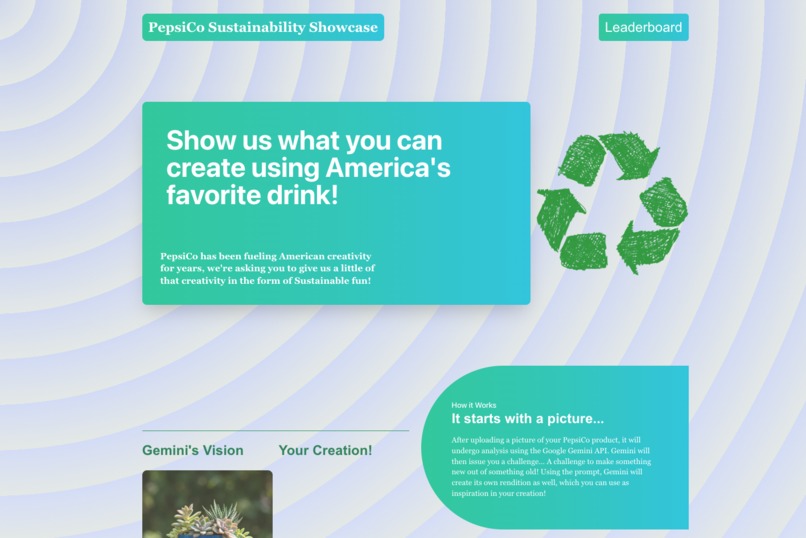 PepsiCo Sustainability Showcase
Leaderboard
Show us what you can
create using America's
favorite drink!
PepsiCo has been fueling American creativity
for years, we're asking you to give us a little of
that creativity in the form of Sustainable fun!
How it Works
It starts with a picture...
After uploading a picture of your PepsiCo product, it will
undergo analysis using the Google Gemini API. Gemini will
then issue you a challenge... A challenge to make something
new out of something old! Using the prompt, Gemini will
create its own rendition as well, which you can use as
inspiration in your creation!
Gemini's Vision
Your Creation!